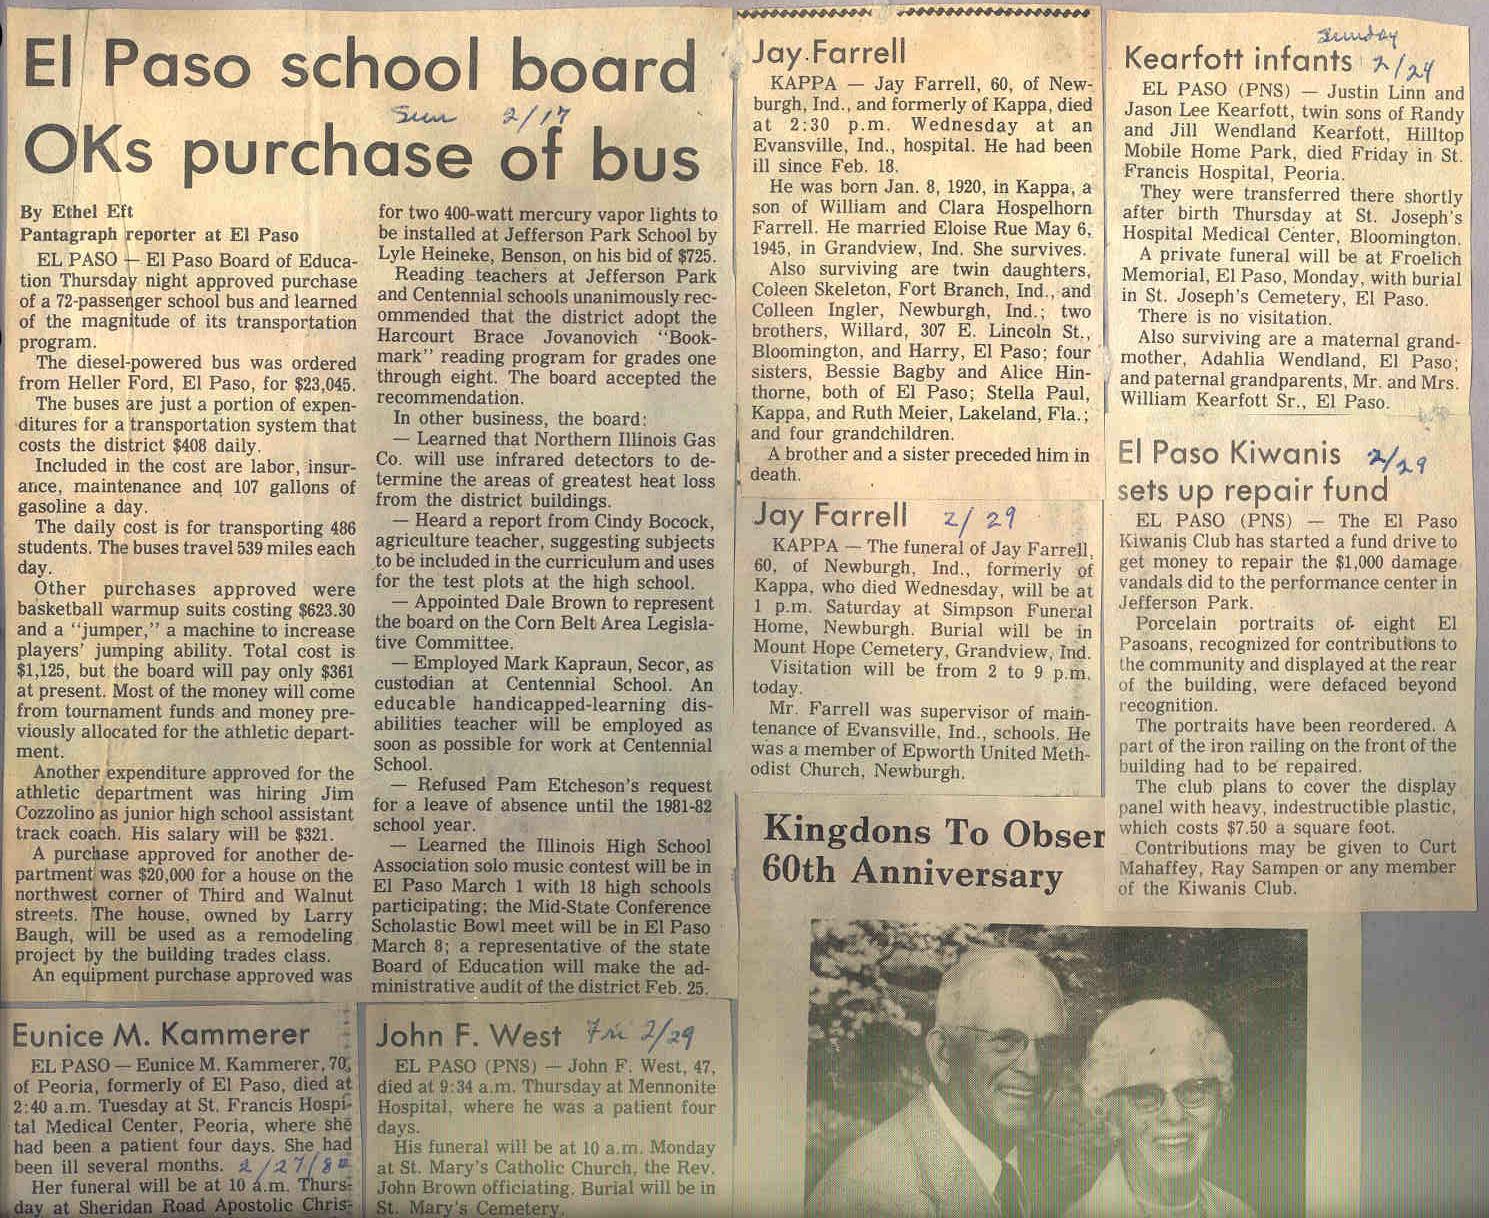 El Paso school board
Sun 2/17
OKs purchase of bus
By Ethel Eft
Pantagraph reporter at El Paso
EL PASO — El Paso Board of Educa-
tion Thursday night approved purchase
of a 72-passenger school bus and learned
of the magnitude of its transportation
program.
The diesel-powered bus was ordered
from Heller Ford, El Paso, for $23,045.
The buses are just a portion of expen-
ditures for a transportation system that
costs the district $408 daily.
Included in the cost are labor, insur-
ance, maintenance and 107 gallons of
gasoline a day.
The daily cost is for transporting 486
students. The buses travel 539 miles each
day.
Other purchases approved were
basketball warmup suits costing $623.30
and a "jumper," a machine to increase
players' jumping ability. Total cost is
$1,125, but the board will pay only $361
at present. Most of the money will come
from tournament funds and money pre-
viously allocated for the athletic depart-
ment.
Another expenditure approved for the
athletic department was hiring Jim
Cozzolino as junior high school assistant
track coach. His salary will be $321.
A purchase approved for another de-
partment was $20,000 for a house on the
northwest corner of Third and Walnut
streets. The house, owned by Larry
Baugh, will be used as a remodeling
project by the building trades class.
An equipment purchase approved was
for two 400-watt mercury vapor lights to
be installed at Jefferson Park School by
Lyle Heineke, Benson, on his bid of $725.
Reading teachers at Jefferson Park
and Centennial schools unanimously rec-
ommended that the district adopt the
Harcourt Brace Jovanovich "Book-
mark" reading program for grades one
through eight. The board accepted the
recommendation.
In other business, the board:
— Learned that Northern Illinois Gas
Co. will use infrared detectors to de-
termine the areas of greatest heat loss
from the district buildings.
— Heard a report from Cindy Bocock,
agriculture teacher, suggesting subjects
to be included in the curriculum and uses
for the test plots at the high school.
— Appointed Dale Brown to represent
the board on the Corn Belt Area Legisla-
tive Committee.
— Employed Mark Kapraun, Secor, as
custodian at Centennial School. An
educable handicapped-learning dis-
abilities teacher will be employed as
soon as possible for work at Centennial
School.
— Refused Pam Etcheson's request
for a leave of absence until the 1981-82
school year.
— Learned the Illinois High School
Association solo music contest will be in
El Paso March 1 with 18 high schools
participating; the Mid-State Conference
Scholastic Bowl meet will be in El Paso
March 8; a representative of the state
Board of Education will make the ad-
ministrative audit of the district Feb. 25.
Eunice M. Kammerer
EL PASO — Eunice M. Kammerer, 70,
of Peoria, formerly of El Paso, died at
2:40 a.m. Tuesday at St. Francis Hospi-
tal Medical Center, Peoria, where she
had been a patient four days. She had
been ill several months. 2/27/80
Her funeral will be at 10 a.m. Thurs-
day at Sheridan Road Apostolic Chris-
John F. West Fri 2/29
EL PASO (PNS) — John F. West, 47,
died at 9:34 a.m. Thursday at Mennonite
Hospital, where he was a patient four
days.
His funeral will be at 10 a.m. Monday
at St. Mary's Catholic Church, the Rev.
John Brown officiating. Burial will be in
St. Mary's Cemetery.
Jay Farrell
KAPPA — Jay Farrell, 60, of New-
burgh, Ind., and formerly of Kappa, died
at 2:30 p.m. Wednesday at an
Evansville, Ind., hospital. He had been
ill since Feb. 18.
He was born Jan. 8, 1920, in Kappa, a
son of William and Clara Hospelhorn
Farrell. He married Eloise Rue May 6,
1945, in Grandview, Ind. She survives.
Also surviving are twin daughters,
Coleen Skeleton, Fort Branch, Ind., and
Colleen Ingler, Newburgh, Ind.; two
brothers, Willard, 307 E. Lincoln St.,
Bloomington, and Harry, El Paso; four
sisters, Bessie Bagby and Alice Hin-
thorne, both of El Paso; Stella Paul,
Kappa, and Ruth Meier, Lakeland, Fla.;
and four grandchildren.
A brother and a sister preceded him in
death.
Jay Farrell 2/29
KAPPA — The funeral of Jay Farrell,
60, of Newburgh, Ind., formerly of
Kappa, who died Wednesday, will be at
1 p.m. Saturday at Simpson Funeral
Home, Newburgh. Burial will be in
Mount Hope Cemetery, Grandview, Ind.
Visitation will be from 2 to 9 p.m.
today.
Mr. Farrell was supervisor of main-
tenance of Evansville, Ind., schools. He
was a member of Epworth United Meth-
odist Church, Newburgh.
Kingdons To Obser
60th Anniversary
Sunday
Kearfott infants 2/24
EL PASO (PNS) — Justin Linn and
Jason Lee Kearfott, twin sons of Randy
and Jill Wendland Kearfott, Hilltop
Mobile Home Park, died Friday in St.
Francis Hospital, Peoria.
They were transferred there shortly
after birth Thursday at St. Joseph's
Hospital Medical Center, Bloomington.
A private funeral will be at Froelich
Memorial, El Paso, Monday, with burial
in St. Joseph's Cemetery, El Paso.
There is no visitation.
Also surviving are a maternal grand-
mother, Adahlia Wendland, El Paso;
and paternal grandparents, Mr. and Mrs.
William Kearfott Sr., El Paso.
El Paso Kiwanis 2/29
sets up repair fund
EL PASO (PNS) — The El Paso
Kiwanis Club has started a fund drive to
get money to repair the $1,000 damage
vandals did to the performance center in
Jefferson Park.
Porcelain portraits of eight El
Pasoans, recognized for contributions to
the community and displayed at the rear
of the building, were defaced beyond
recognition.
The portraits have been reordered. A
part of the iron railing on the front of the
building had to be repaired.
The club plans to cover the display
panel with heavy, indestructible plastic,
which costs $7.50 a square foot.
Contributions may be given to Curt
Mahaffey, Ray Sampen or any member
of the Kiwanis Club.